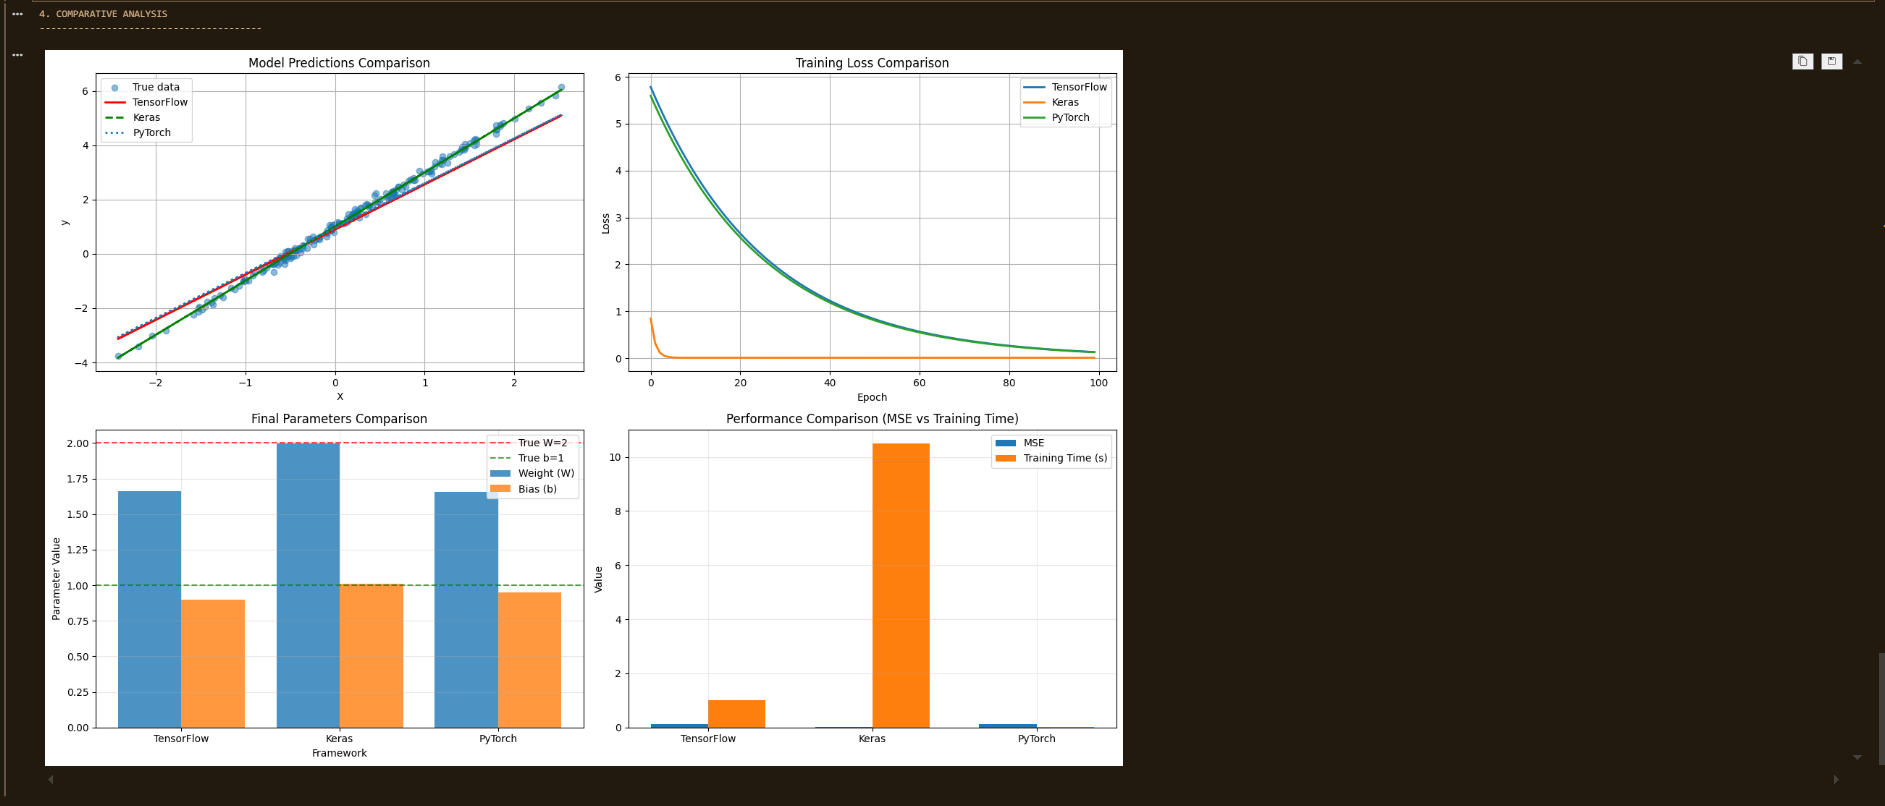 4. COMPARATIVE ANALYSIS
----------------------------------------
Model Predictions Comparison
True data
TensorFlow
Keras
PyTorch
y
6
4
2
0
−2
−4
−2 −1 0 1 2
X
Training Loss Comparison
TensorFlow
Keras
PyTorch
Loss
6
5
4
3
2
1
0
0 20 40 60 80 100
Epoch
Final Parameters Comparison
True W=2
True b=1
Weight (W)
Bias (b)
Parameter Value
2.00
1.75
1.50
1.25
1.00
0.75
0.50
0.25
0.00
TensorFlow Keras PyTorch
Framework
Performance Comparison (MSE vs Training Time)
MSE
Training Time (s)
Value
10
8
6
4
2
0
TensorFlow Keras PyTorch